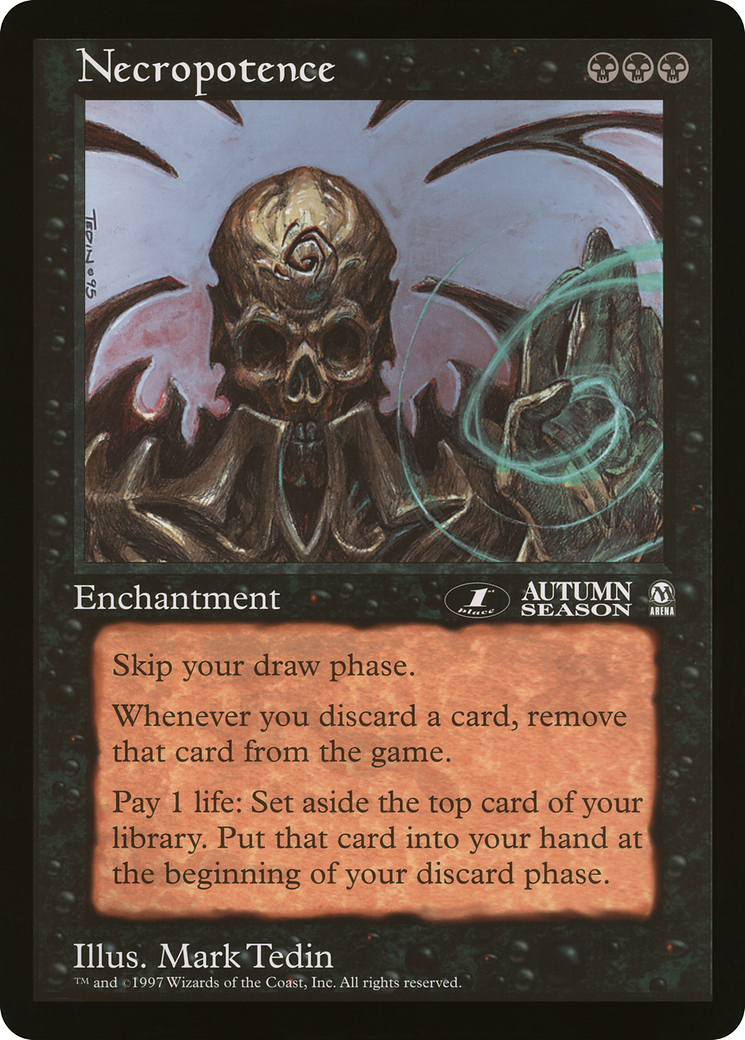 Necropotence
TEDIN © 95
Enchantment
1st place
AUTUMN
SEASON
ARENA
Skip your draw phase.
Whenever you discard a card, remove
that card from the game.
Pay 1 life: Set aside the top card of your
library. Put that card into your hand at
the beginning of your discard phase.
Illus. Mark Tedin
™ and ©1997 Wizards of the Coast, Inc. All rights reserved.